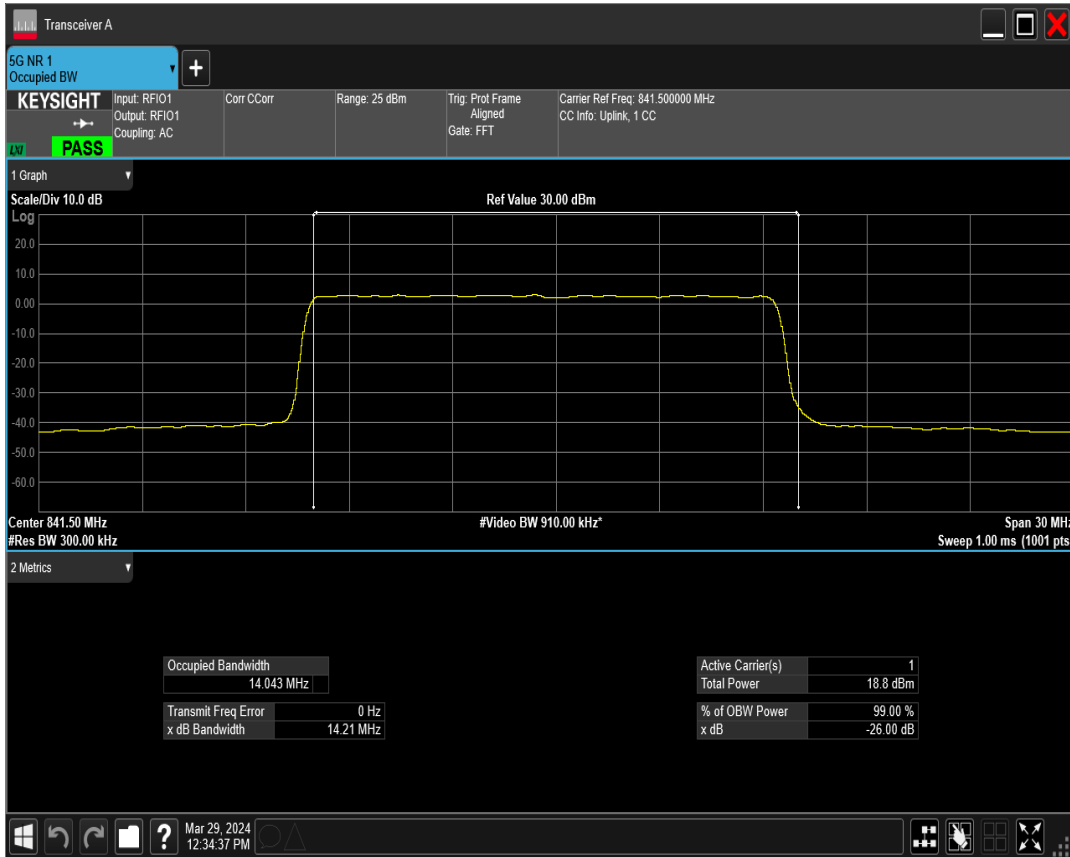 Transceiver A
5G NR 1
Occupied BW
KEYSIGHT
LXI
PASS
Input: RFIO1
Output: RFIO1
Coupling: AC
Corr CCorr
Range: 25 dBm
Trig: Prot Frame
Aligned
Gate: FFT
Carrier Ref Freq: 841.500000 MHz
CC Info: Uplink, 1 CC
1 Graph
Scale/Div 10.0 dB
Ref Value 30.00 dBm
Log
20.0
10.0
0.00
-10.0
-20.0
-30.0
-40.0
-50.0
-60.0
Center 841.50 MHz
#Video BW 910.00 kHz*
Span 30 MHz
#Res BW 300.00 kHz
Sweep 1.00 ms (1001 pts
2 Metrics
Occupied Bandwidth
14.043 MHz
Transmit Freq Error 0 Hz
x dB Bandwidth 14.21 MHz
Active Carrier(s) 1
Total Power 18.8 dBm
% of OBW Power 99.00 %
x dB -26.00 dB
Mar 29, 2024
12:34:37 PM